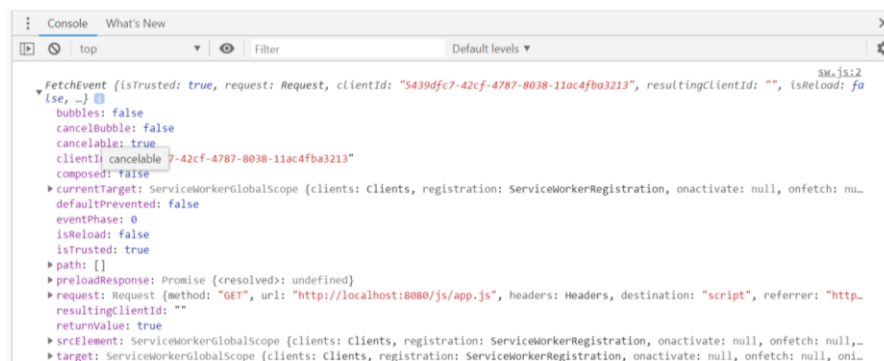 Console What's New
top Filter Default levels ▼
sw.js:2
FetchEvent {isTrusted: true, request: Request, clientId: "5439dfc7-42cf-4787-8038-11ac4fba3213", resultingClientId: "", isReload: fa
lse, …}
bubbles: false
cancelBubble: false
cancelable: true
clientI cancelable 7-42cf-4787-8038-11ac4fba3213"
composed: false
currentTarget: ServiceWorkerGlobalScope {clients: Clients, registration: ServiceWorkerRegistration, onactivate: null, onfetch: nu…
defaultPrevented: false
eventPhase: 0
isReload: false
isTrusted: true
path: []
preloadResponse: Promise {<resolved>: undefined}
request: Request {method: "GET", url: "http://localhost:8080/js/app.js", headers: Headers, destination: "script", referrer: "http…
resultingClientId: ""
returnValue: true
srcElement: ServiceWorkerGlobalScope {clients: Clients, registration: ServiceWorkerRegistration, onactivate: null, onfetch: null,…
target: ServiceWorkerGlobalScope {clients: Clients, registration: ServiceWorkerRegistration, onactivate: null, onfetch: null, oni…